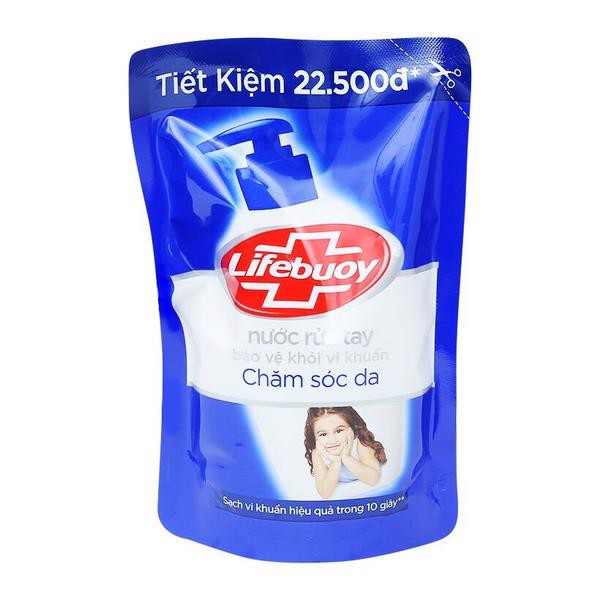 Tiết Kiệm 22.500đ*
Lifebuoy
nước rửa tay
bảo vệ khỏi vi khuẩn
Chăm sóc da
Sạch vi khuẩn hiệu quả trong 10 giây**